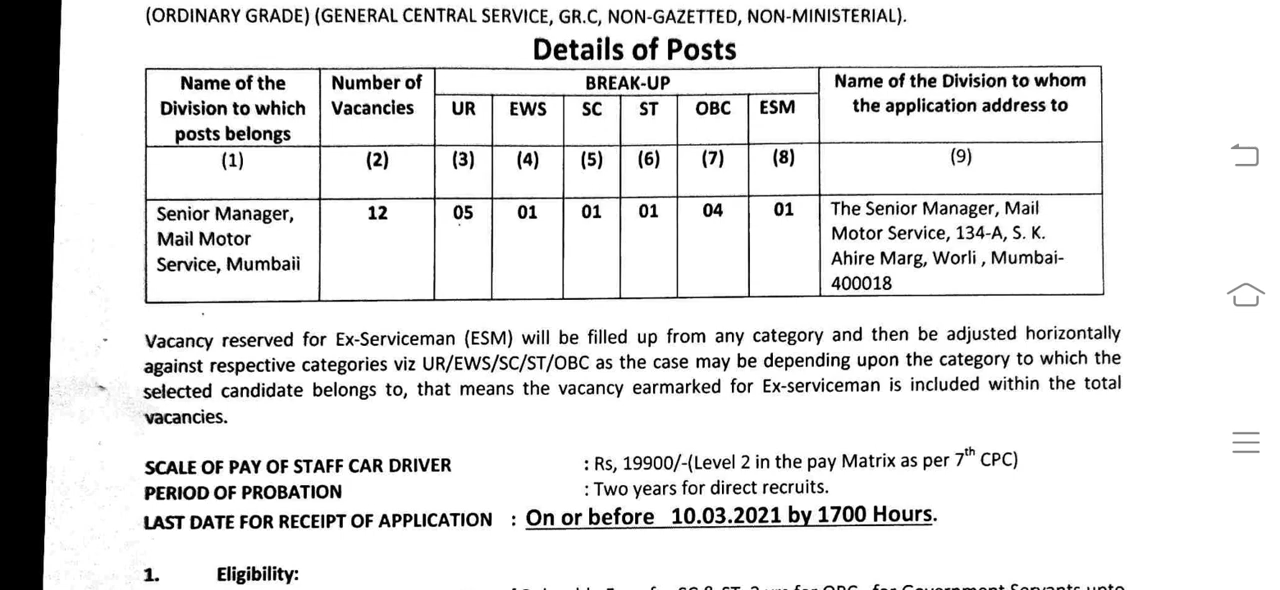 (ORDINARY GRADE) (GENERAL CENTRAL SERVICE, GR.C, NON-GAZETTED, NON-MINISTERIAL).
Details of Posts
Name of the Division to which posts belongs | Number of Vacancies | BREAK-UP | Name of the Division to whom the application address to
UR | EWS | SC | ST | OBC | ESM
(1) | (2) | (3) | (4) | (5) | (6) | (7) | (8) | (9)
Senior Manager, Mail Motor Service, Mumbaii | 12 | 05 | 01 | 01 | 01 | 04 | 01 | The Senior Manager, Mail Motor Service, 134-A, S. K. Ahire Marg, Worli , Mumbai-400018
Vacancy reserved for Ex-Serviceman (ESM) will be filled up from any category and then be adjusted horizontally
against respective categories viz UR/EWS/SC/ST/OBC as the case may be depending upon the category to which the
selected candidate belongs to, that means the vacancy earmarked for Ex-serviceman is included within the total
vacancies.
SCALE OF PAY OF STAFF CAR DRIVER : Rs, 19900/-(Level 2 in the pay Matrix as per 7th CPC)
PERIOD OF PROBATION : Two years for direct recruits.
LAST DATE FOR RECEIPT OF APPLICATION : On or before 10.03.2021 by 1700 Hours.
1. Eligibility: